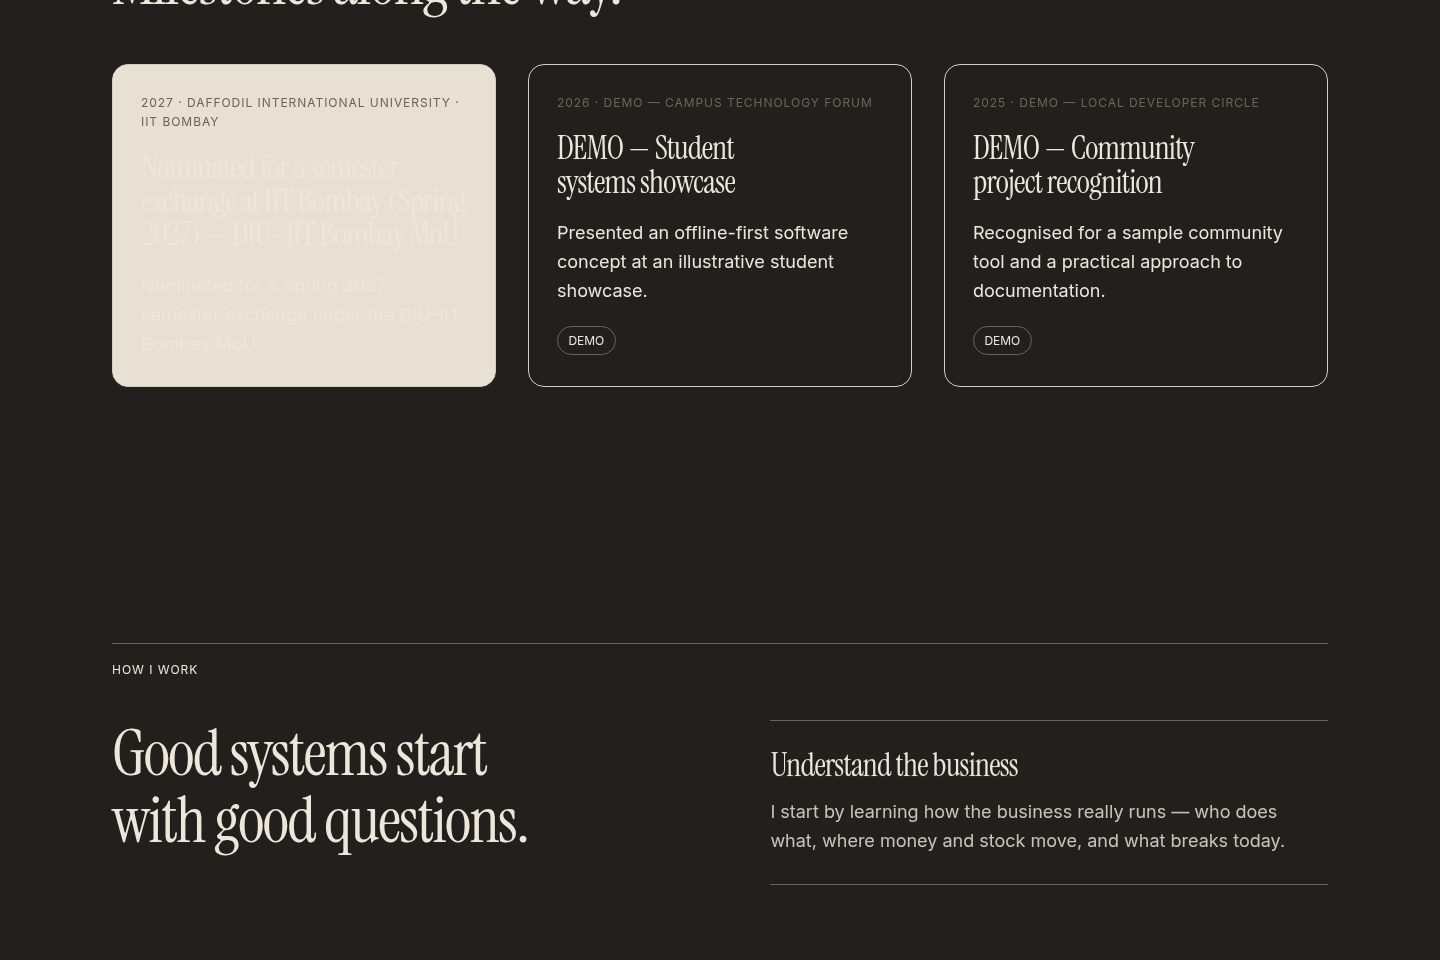 Milestones along the way.
2027 · DAFFODIL INTERNATIONAL UNIVERSITY ·
IIT BOMBAY
Nominated for a semester
exchange at IIT Bombay (Spring
2027) — DIU–IIT Bombay MoU
Nominated for a Spring 2027
semester exchange under the DIU–IIT
Bombay MoU.
2026 · DEMO — CAMPUS TECHNOLOGY FORUM
DEMO — Student
systems showcase
Presented an offline-first software
concept at an illustrative student
showcase.
DEMO
2025 · DEMO — LOCAL DEVELOPER CIRCLE
DEMO — Community
project recognition
Recognised for a sample community
tool and a practical approach to
documentation.
DEMO
HOW I WORK
Good systems start
with good questions.
Understand the business
I start by learning how the business really runs — who does
what, where money and stock move, and what breaks today.